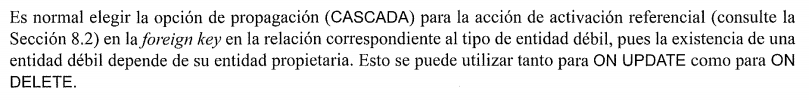 Es normal elegir la opción de propagación (CASCADA) para la acción de activación referencial (consulte la
Sección 8.2) en la foreign key en la relación correspondiente al tipo de entidad débil, pues la existencia de una
entidad débil depende de su entidad propietaria. Esto se puede utilizar tanto para ON UPDATE como para ON
DELETE.